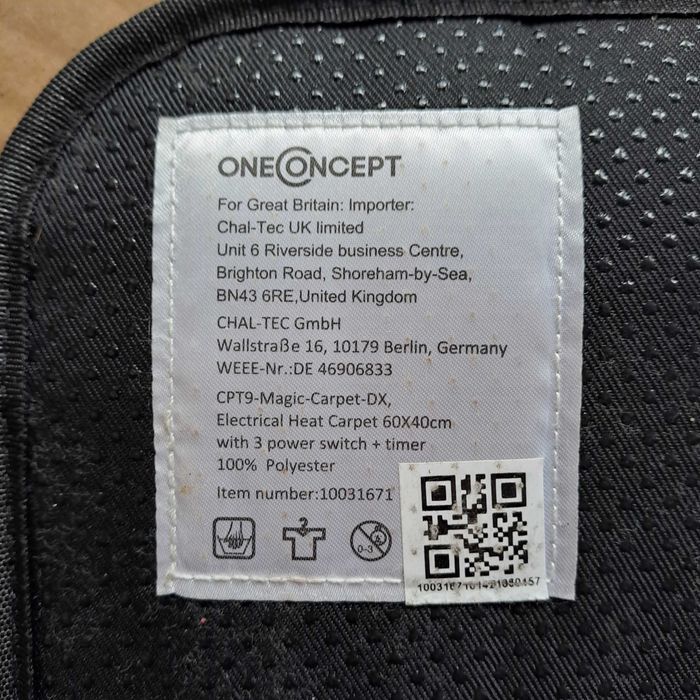 ONECONCEPT
For Great Britain: Importer:
Chal-Tec UK limited
Unit 6 Riverside business Centre,
Brighton Road, Shoreham-by-Sea,
BN43 6RE,United Kingdom
CHAL-TEC GmbH
Wallstraße 16, 10179 Berlin, Germany
WEEE-Nr.:DE 46906833
CPT9-Magic-Carpet-DX,
Electrical Heat Carpet 60X40cm
with 3 power switch + timer
100% Polyester
Item number:10031671
0-3